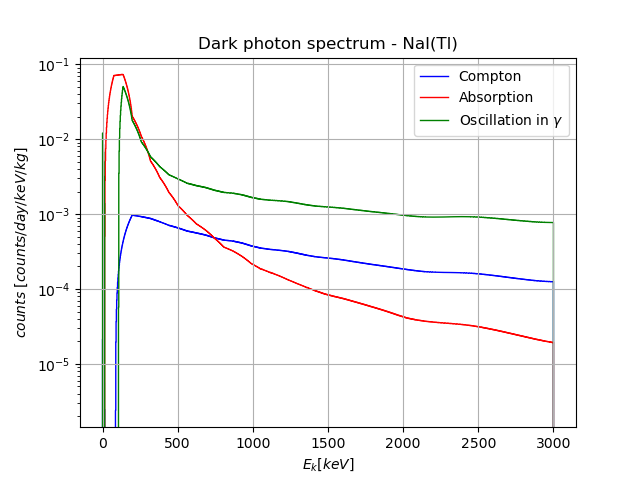 Dark photon spectrum - NaI(Tl)
counts [counts/day/keV/kg]
10⁻¹
10⁻²
10⁻³
10⁻⁴
10⁻⁵
Compton
Absorption
Oscillation in γ
0 500 1000 1500 2000 2500 3000
E_k[keV]